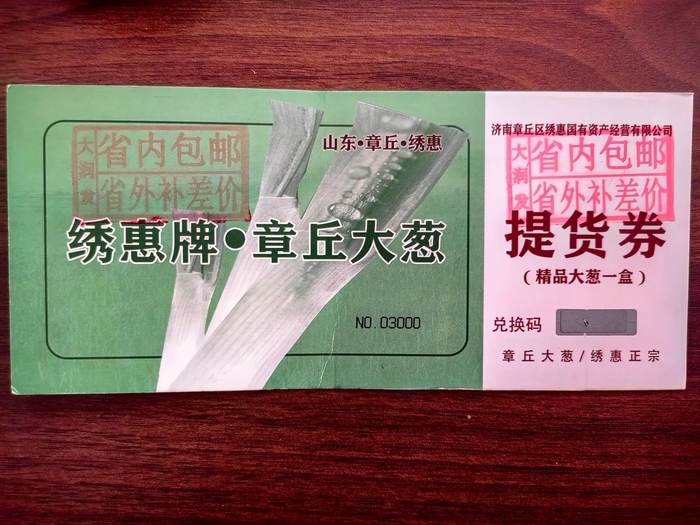 山东·章丘·绣惠
大润发
省内包邮
省外补差价
绣惠牌·章丘大葱
NO.03000
济南章丘区绣惠国有资产经营有限公司
大润发
省内包邮
省外补差价
提货券
(精品大葱一盒)
兑换码
章丘大葱/绣惠正宗